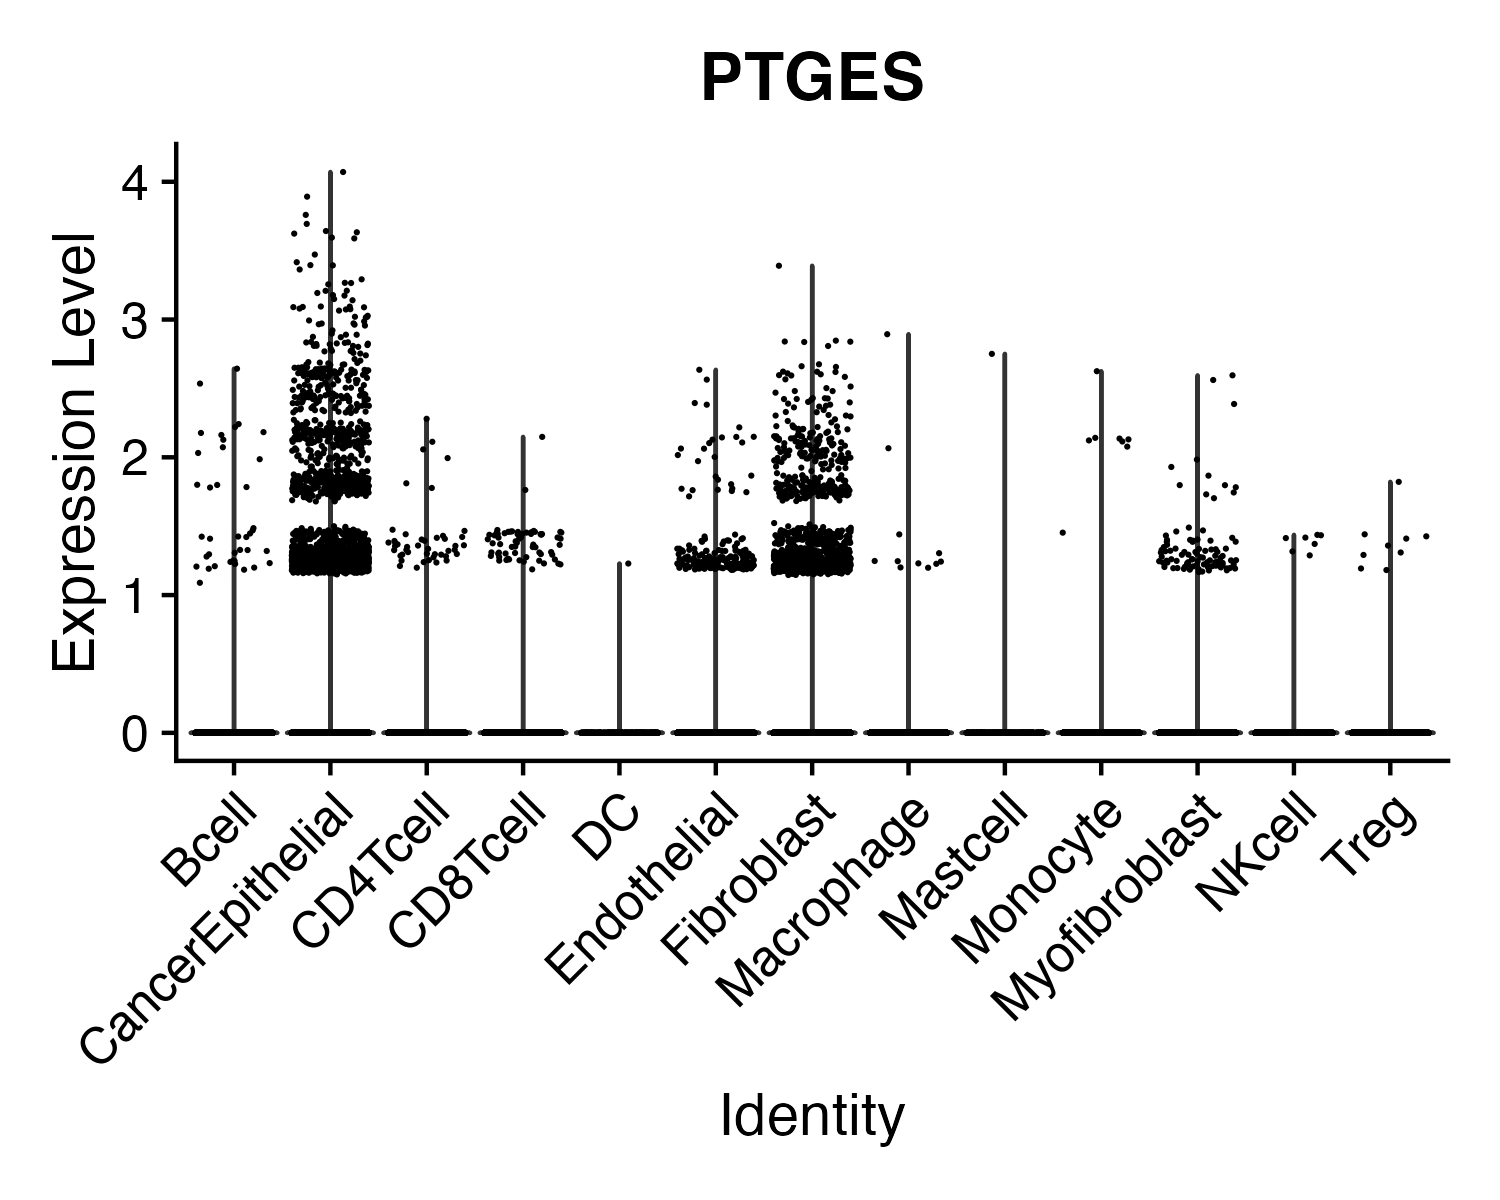 PTGES
Expression Level
4
3
2
1
0
Bcell
CancerEpithelial
CD4Tcell
CD8Tcell
DC
Endothelial
Fibroblast
Macrophage
Mastcell
Monocyte
Myofibroblast
NKcell
Treg
Identity